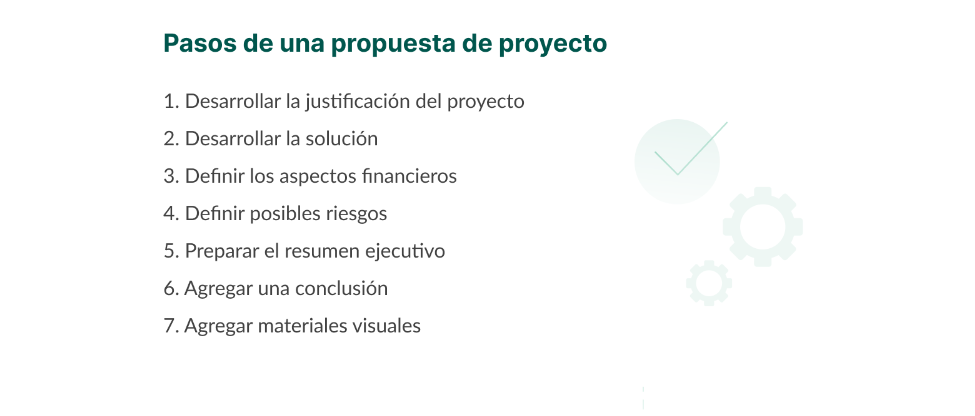 Pasos de una propuesta de proyecto
1. Desarrollar la justificación del proyecto
2. Desarrollar la solución
3. Definir los aspectos financieros
4. Definir posibles riesgos
5. Preparar el resumen ejecutivo
6. Agregar una conclusión
7. Agregar materiales visuales